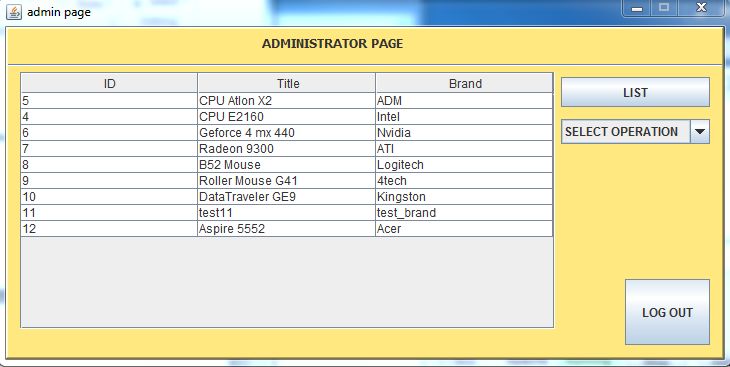 admin page
ADMINISTRATOR PAGE
ID Title Brand
5 CPU Atlon X2 ADM
4 CPU E2160 Intel
6 Geforce 4 mx 440 Nvidia
7 Radeon 9300 ATI
8 B52 Mouse Logitech
9 Roller Mouse G41 4tech
10 DataTraveler GE9 Kingston
11 test11 test_brand
12 Aspire 5552 Acer
LIST
SELECT OPERATION
LOG OUT